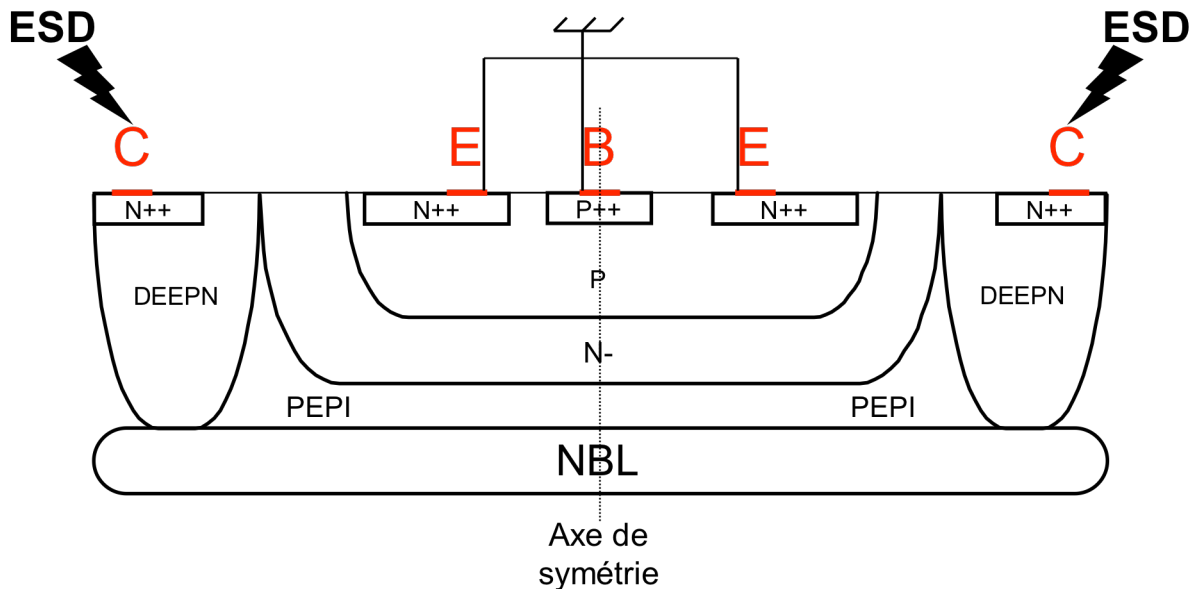 ESD ESD
C E B E C
N++ N++ P++ N++ N++
DEEPN P DEEPN
N-
PEPI PEPI
NBL
Axe de
symétrie